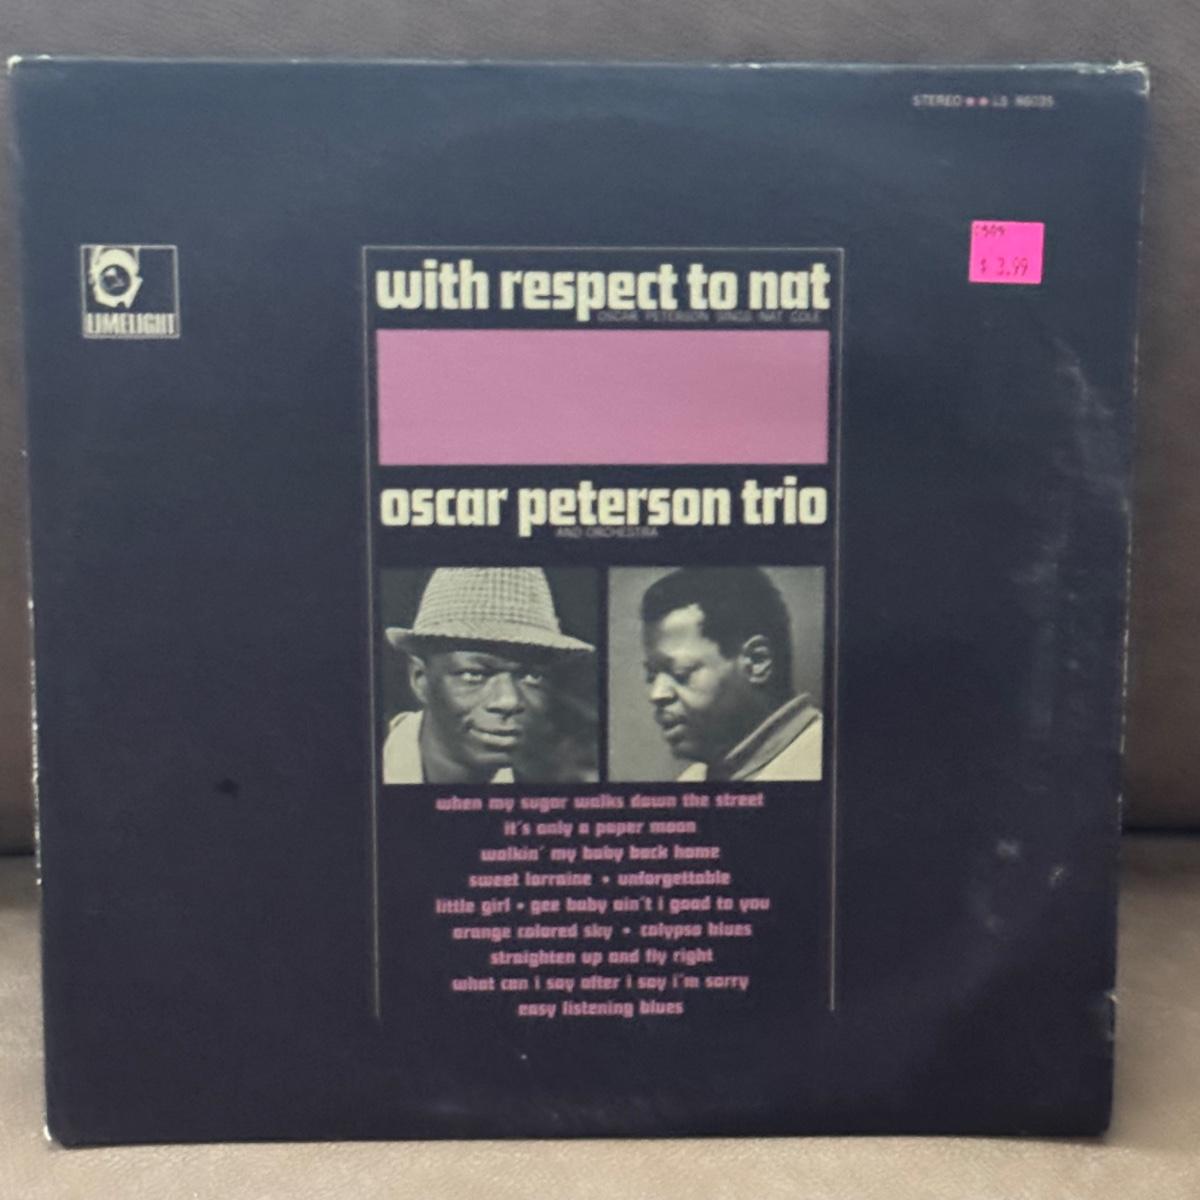 STEREO •• LS 86035
LIMELIGHT
$ 3.99
with respect to nat
OSCAR PETERSON SINGS NAT COLE
oscar peterson trio
AND ORCHESTRA
when my sugar walks down the street
it's only a paper moon
walkin' my baby back home
sweet lorraine • unforgettable
little girl • gee baby ain't i good to you
orange colored sky • calypso blues
straighten up and fly right
what can i say after i say i'm sorry
easy listening blues